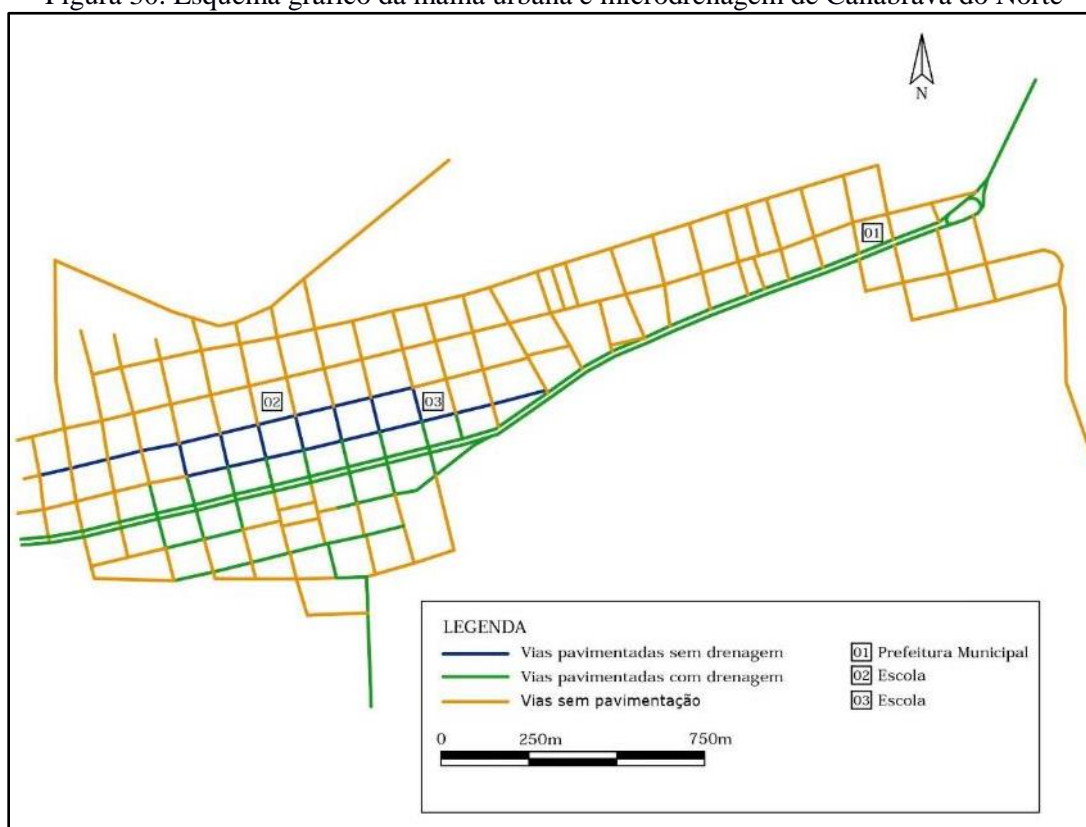 Figura 30. Esquema gráfico da malha urbana e microdrenagem de Canabrava do Norte
N
01
02
03
LEGENDA
Vias pavimentadas sem drenagem
Vias pavimentadas com drenagem
Vias sem pavimentação
01 Prefeitura Municipal
02 Escola
03 Escola
0 250m 750m